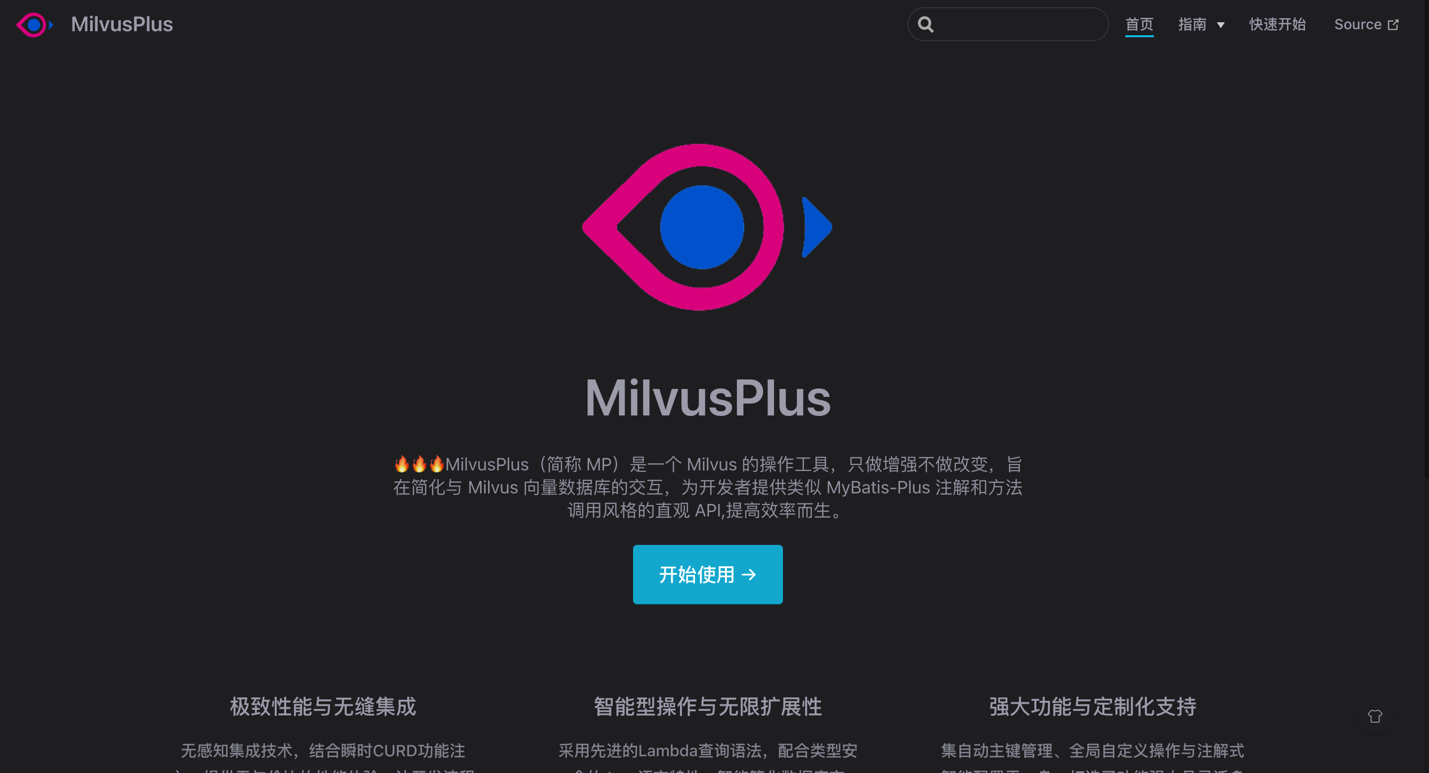 MilvusPlus
首页
指南
快速开始
Source
MilvusPlus
🔥🔥🔥MilvusPlus（简称 MP）是一个 Milvus 的操作工具，只做增强不做改变，旨
在简化与 Milvus 向量数据库的交互，为开发者提供类似 MyBatis-Plus 注解和方法
调用风格的直观 API,提高效率而生。
开始使用 →
极致性能与无缝集成
无感知集成技术，结合瞬时CURD功能注
智能型操作与无限扩展性
采用先进的Lambda查询语法，配合类型安
强大功能与定制化支持
集自动主键管理、全局自定义操作与注解式